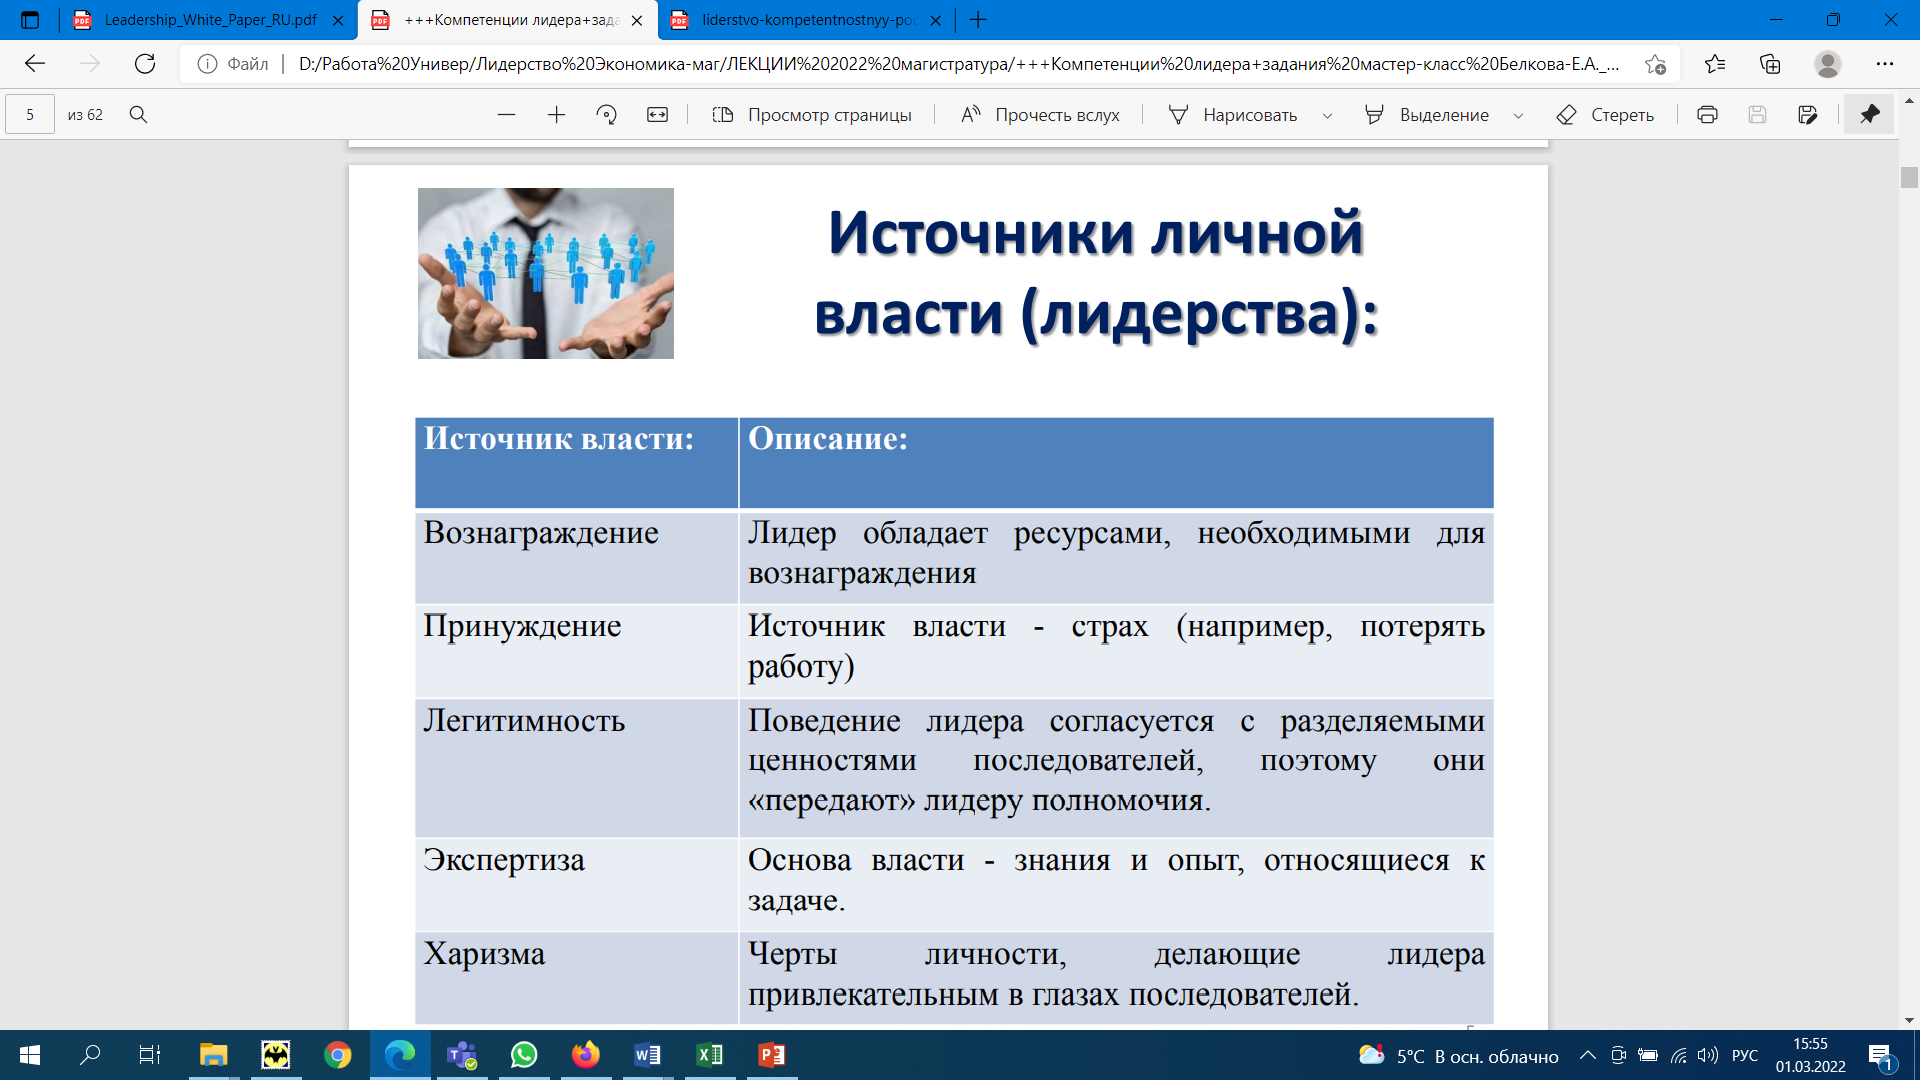 Leadership_White_Paper_RU.pdf
+++Компетенции лидера+зада
liderstvo-kompetentnostnyy-po
Файл
D:/Работа%20Универ/Лидерство%20Экономика-маг/ЛЕКЦИИ%202022%20магистратура/+++Компетенции%20лидера+задания%20мастер-класс%20Белкова-Е.А._...
5
из 62
Просмотр страницы
Прочесть вслух
Нарисовать
Выделение
Стереть
Источники личной
власти (лидерства):
Источник власти:
Описание:
Вознаграждение
Лидер обладает ресурсами, необходимыми для
вознаграждения
Принуждение
Источник власти - страх (например, потерять
работу)
Легитимность
Поведение лидера согласуется с разделяемыми
ценностями последователей, поэтому они
«передают» лидеру полномочия.
Экспертиза
Основа власти - знания и опыт, относящиеся к
задаче.
Харизма
Черты личности, делающие лидера
привлекательным в глазах последователей.
5°C В осн. облачно
РУС
15:55
01.03.2022
1